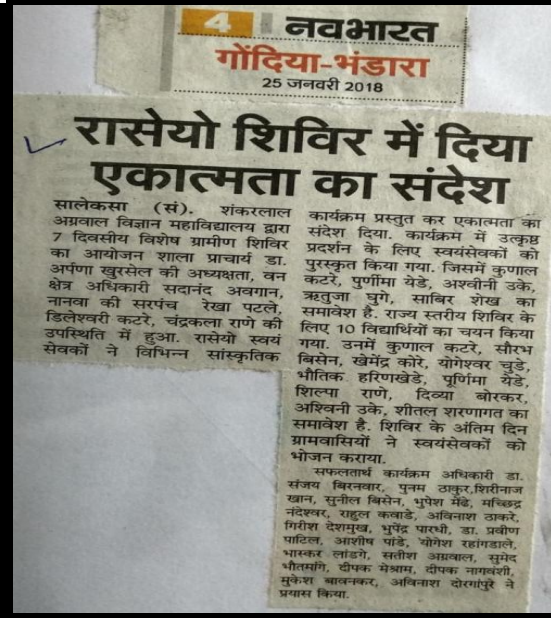 4 नवभारत
गोंदिया-भंडारा
25 जनवरी 2018
रासेयो शिविर में दिया
एकात्मता का संदेश
सालेकसा (सं). शंकरलाल
अग्रवाल विज्ञान महाविद्यालय द्वारा
7 दिवसीय विशेष ग्रामीण शिविर
का आयोजन शाला प्राचार्य डा.
अर्पणा खुरसेल की अध्यक्षता, वन
क्षेत्र अधिकारी सदानंद अवगान,
नानवा की सरपंच रेखा पटले,
डिलेश्वरी कटरे, चंद्रकला राणे की
उपस्थिति में हुआ. रासेयो स्वयं
सेवकों ने विभिन्न सांस्कृतिक
कार्यक्रम प्रस्तुत कर एकात्मता का
संदेश दिया. कार्यक्रम में उत्कृष्ठ
प्रदर्शन के लिए स्वयंसेवकों को
पुरस्कृत किया गया. जिसमें कुणाल
कटरे, पुर्णीमा येडे, अश्वीनी उके,
ऋतुजा घुगे, साबिर शेख का
समावेश है. राज्य स्तरीय शिविर के
लिए 10 विद्यार्थियों का चयन किया
गया. उनमें कुणाल कटरे, सौरभ
बिसेन, खेमेंद्र कोरे, योगेश्वर चुडे,
भौतिक हरिणखेडे, पूर्णिमा येडे,
शिल्पा राणे, दिव्या बोरकर,
अश्विनी उके, शीतल शरणागत का
समावेश है. शिविर के अंतिम दिन
ग्रामवासियों ने स्वयंसेवकों को
भोजन कराया.
सफलतार्थ कार्यक्रम अधिकारी डा.
संजय बिरनवार, पुनम ठाकुर,शिरीनाज
खान, सुनील बिसेन, भुपेश मेंढे, मच्छिद्र
नंदेश्वर, राहुल कवाडे, अविनाश ठाकरे,
गिरीश देशमुख, भुपेंद्र पारधी, डा. प्रवीण
पाटिल, आशीष पांडे, योगेश रहांगडाले,
भास्कर लांडगे, सतीश अग्रवाल, सुमेद
भौतमांगे, दीपक मेश्राम, दीपक नागवंशी,
मुकेश बावनकर, अविनाश दोरगांपुरे ने
प्रयास किया.